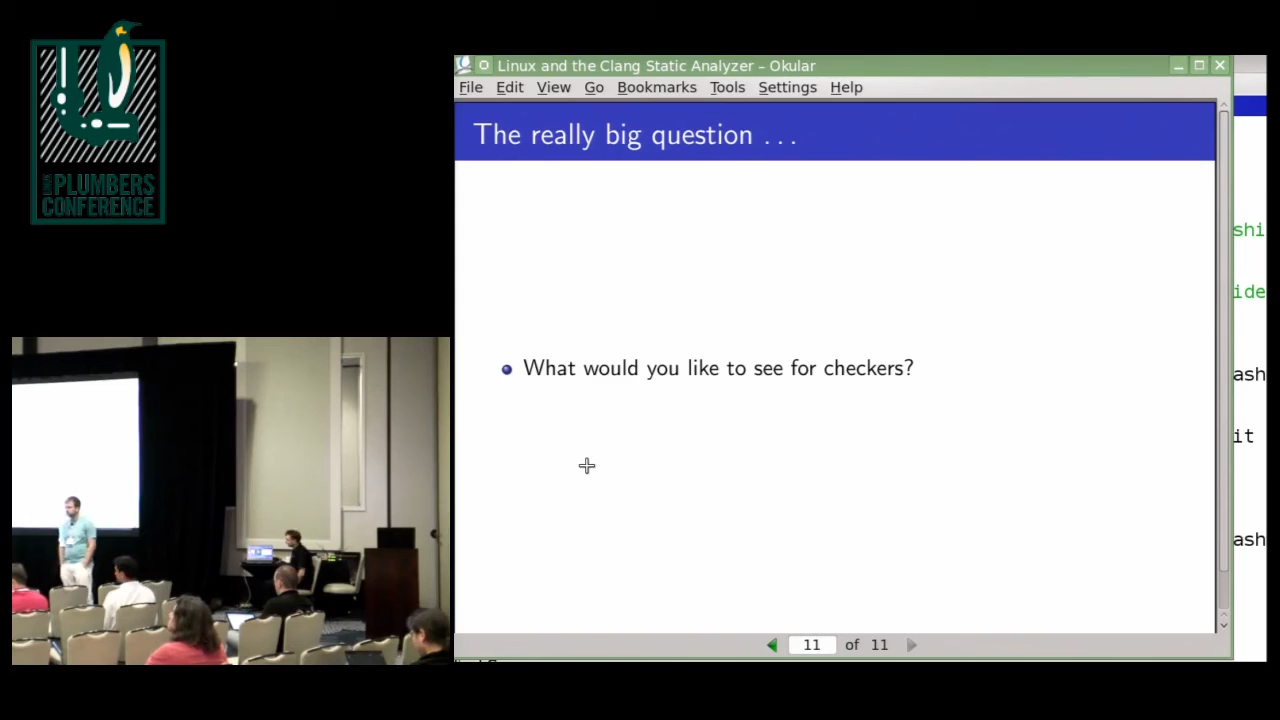 LINUX
PLUMBERS
CONFERENCE
Linux and the Clang Static Analyzer – Okular
File Edit View Go Bookmarks Tools Settings Help
The really big question . . .
What would you like to see for checkers?
11 of 11
shi
ide
ash
it
ash